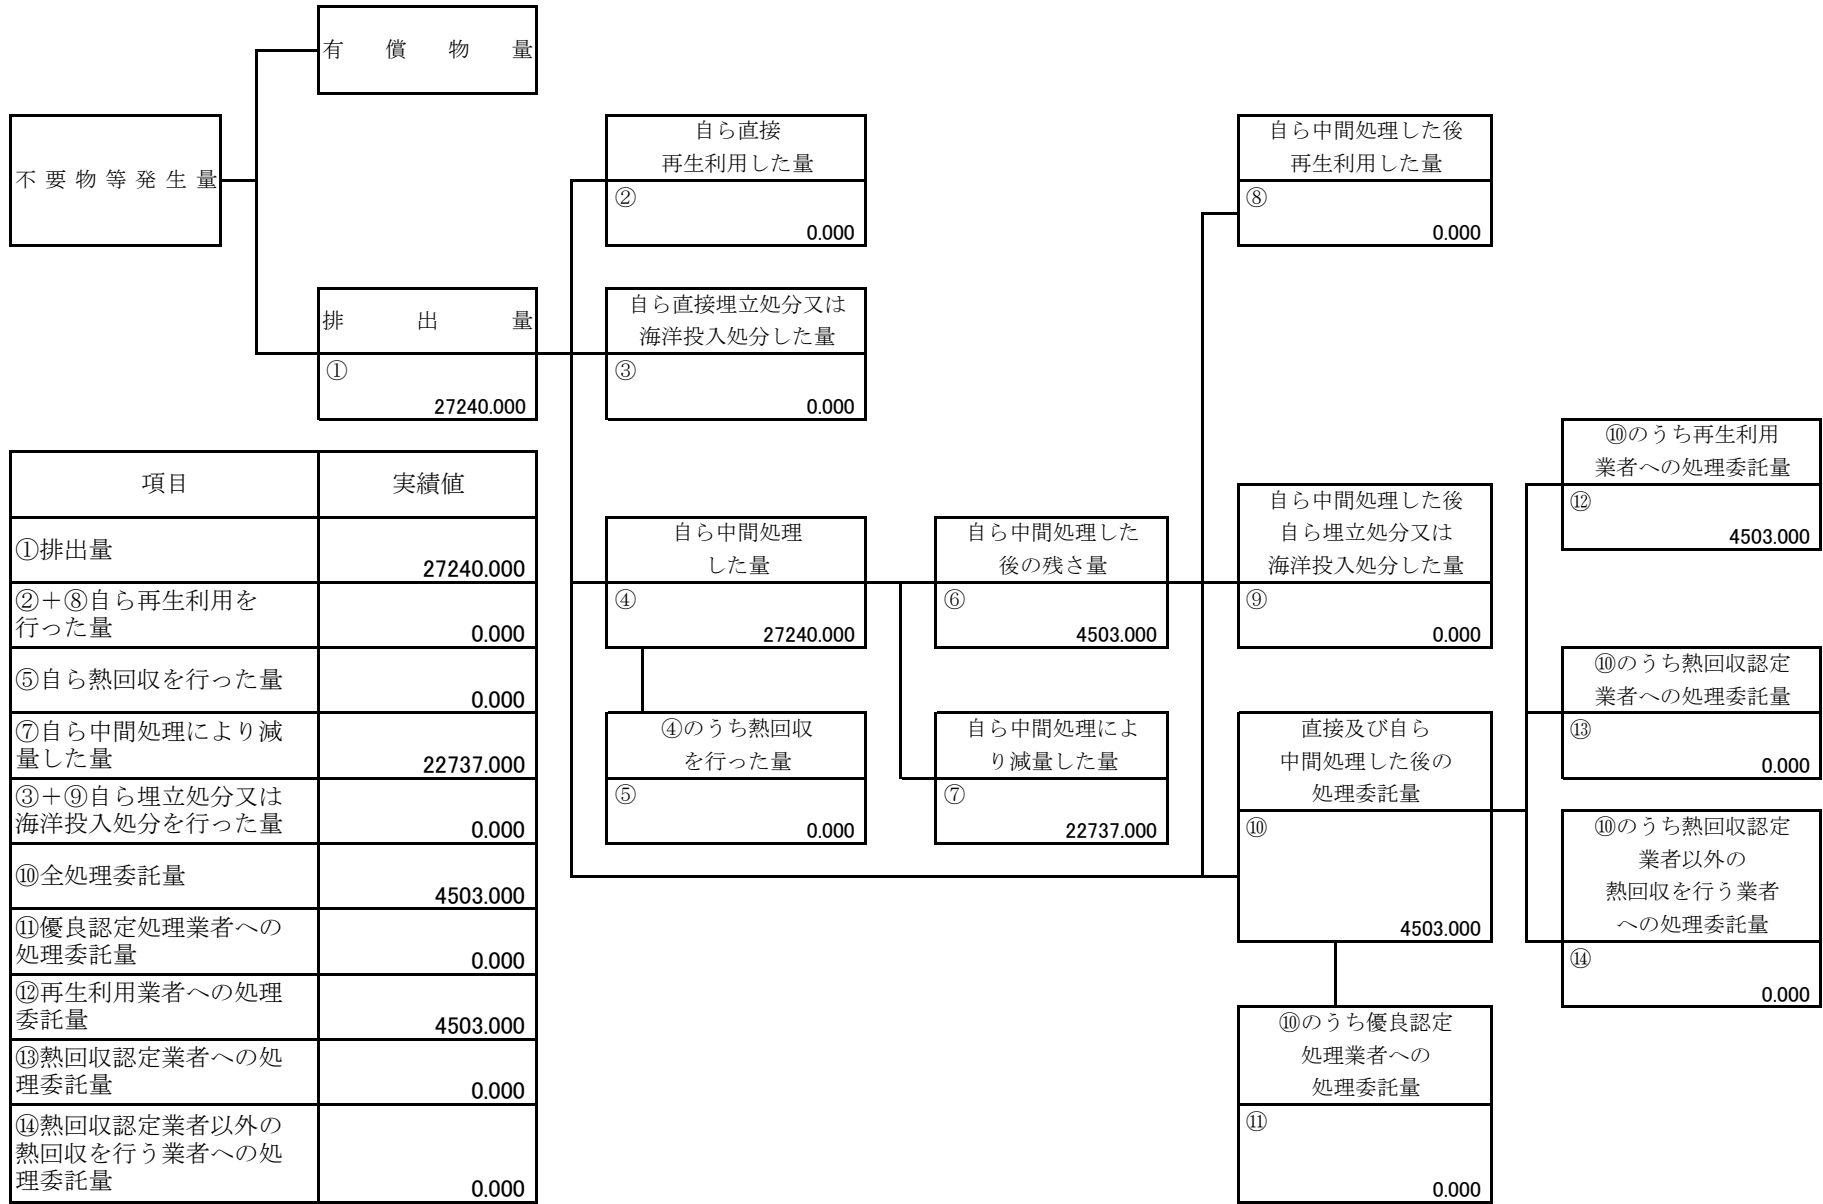 有償物量
不要物等発生量
自ら直接
再生利用した量
②
0.000
自ら中間処理した後
再生利用した量
⑧
0.000
排出量
①
27240.000
自ら直接埋立処分又は
海洋投入処分した量
③
0.000
項目 実績値
①排出量
27240.000
②＋⑧自ら再生利用を
行った量
0.000
⑤自ら熱回収を行った量
0.000
⑦自ら中間処理により減
量した量
22737.000
③＋⑨自ら埋立処分又は
海洋投入処分を行った量
0.000
⑩全処理委託量
4503.000
⑪優良認定処理業者への
処理委託量
0.000
⑫再生利用業者への処理
委託量
4503.000
⑬熱回収認定業者への処
理委託量
0.000
⑭熱回収認定業者以外の
熱回収を行う業者への処
理委託量
0.000
自ら中間処理
した量
④
27240.000
④のうち熱回収
を行った量
⑤
0.000
自ら中間処理した
後の残さ量
⑥
4503.000
自ら中間処理によ
り減量した量
⑦
22737.000
自ら中間処理した後
自ら埋立処分又は
海洋投入処分した量
⑨
0.000
直接及び自ら
中間処理した後の
処理委託量
⑩
4503.000
⑩のうち優良認定
処理業者への
処理委託量
⑪
0.000
⑩のうち再生利用
業者への処理委託量
⑫
4503.000
⑩のうち熱回収認定
業者への処理委託量
⑬
0.000
⑩のうち熱回収認定
業者以外の
熱回収を行う業者
への処理委託量
⑭
0.000